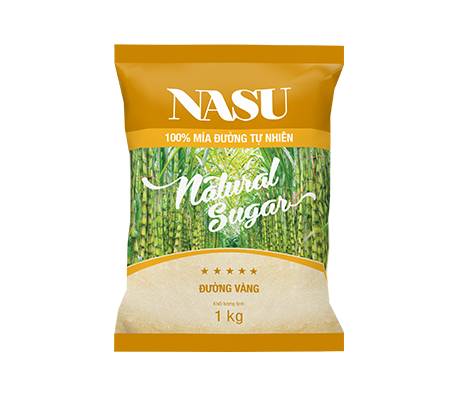 NASU
100% MÍA ĐƯỜNG TỰ NHIÊN
Natural
Sugar
ĐƯỜNG VÀNG
Khối lượng tịnh:
1 kg